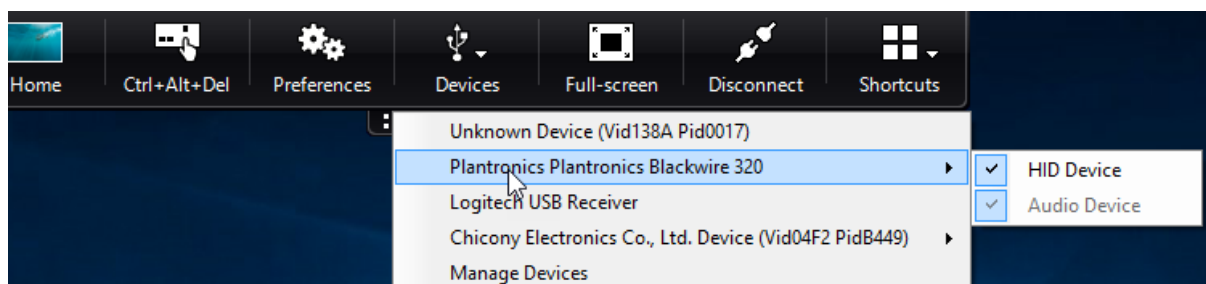 Home Ctrl+Alt+Del Preferences Devices Full-screen Disconnect Shortcuts
Unknown Device (Vid138A Pid0017)
Plantronics Plantronics Blackwire 320
HID Device
Logitech USB Receiver
Audio Device
Chicony Electronics Co., Ltd. Device (Vid04F2 PidB449)
Manage Devices